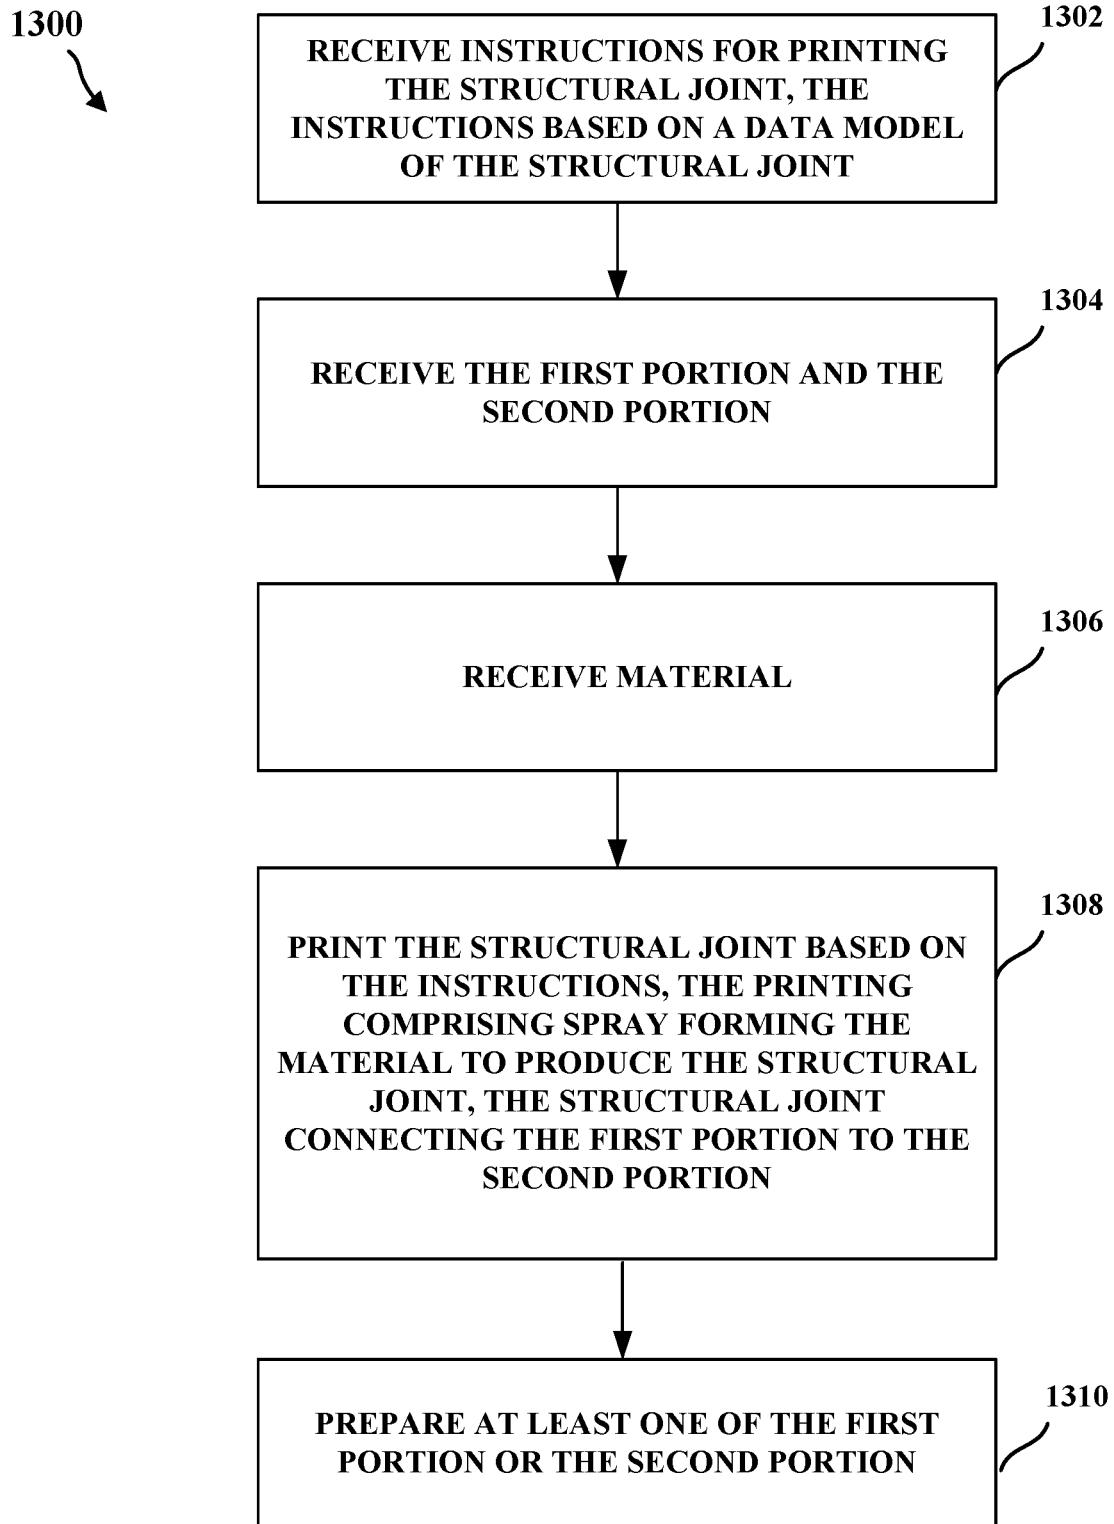 1300
1302
RECEIVE INSTRUCTIONS FOR PRINTING
THE STRUCTURAL JOINT, THE
INSTRUCTIONS BASED ON A DATA MODEL
OF THE STRUCTURAL JOINT
1304
RECEIVE THE FIRST PORTION AND THE
SECOND PORTION
1306
RECEIVE MATERIAL
1308
PRINT THE STRUCTURAL JOINT BASED ON
THE INSTRUCTIONS, THE PRINTING
COMPRISING SPRAY FORMING THE
MATERIAL TO PRODUCE THE STRUCTURAL
JOINT, THE STRUCTURAL JOINT
CONNECTING THE FIRST PORTION TO THE
SECOND PORTION
1310
PREPARE AT LEAST ONE OF THE FIRST
PORTION OR THE SECOND PORTION